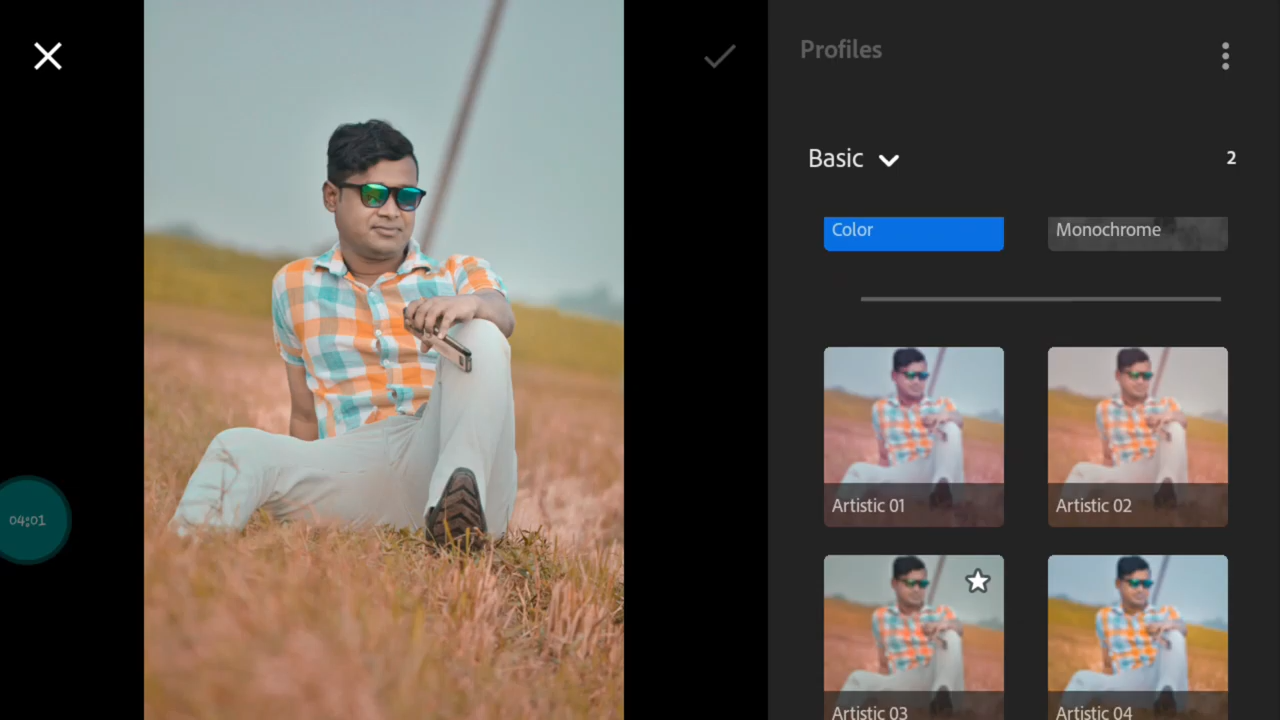 Profiles
Basic
2
Color
Monochrome
Artistic 01
Artistic 02
Artistic 03
Artistic 04
04:01